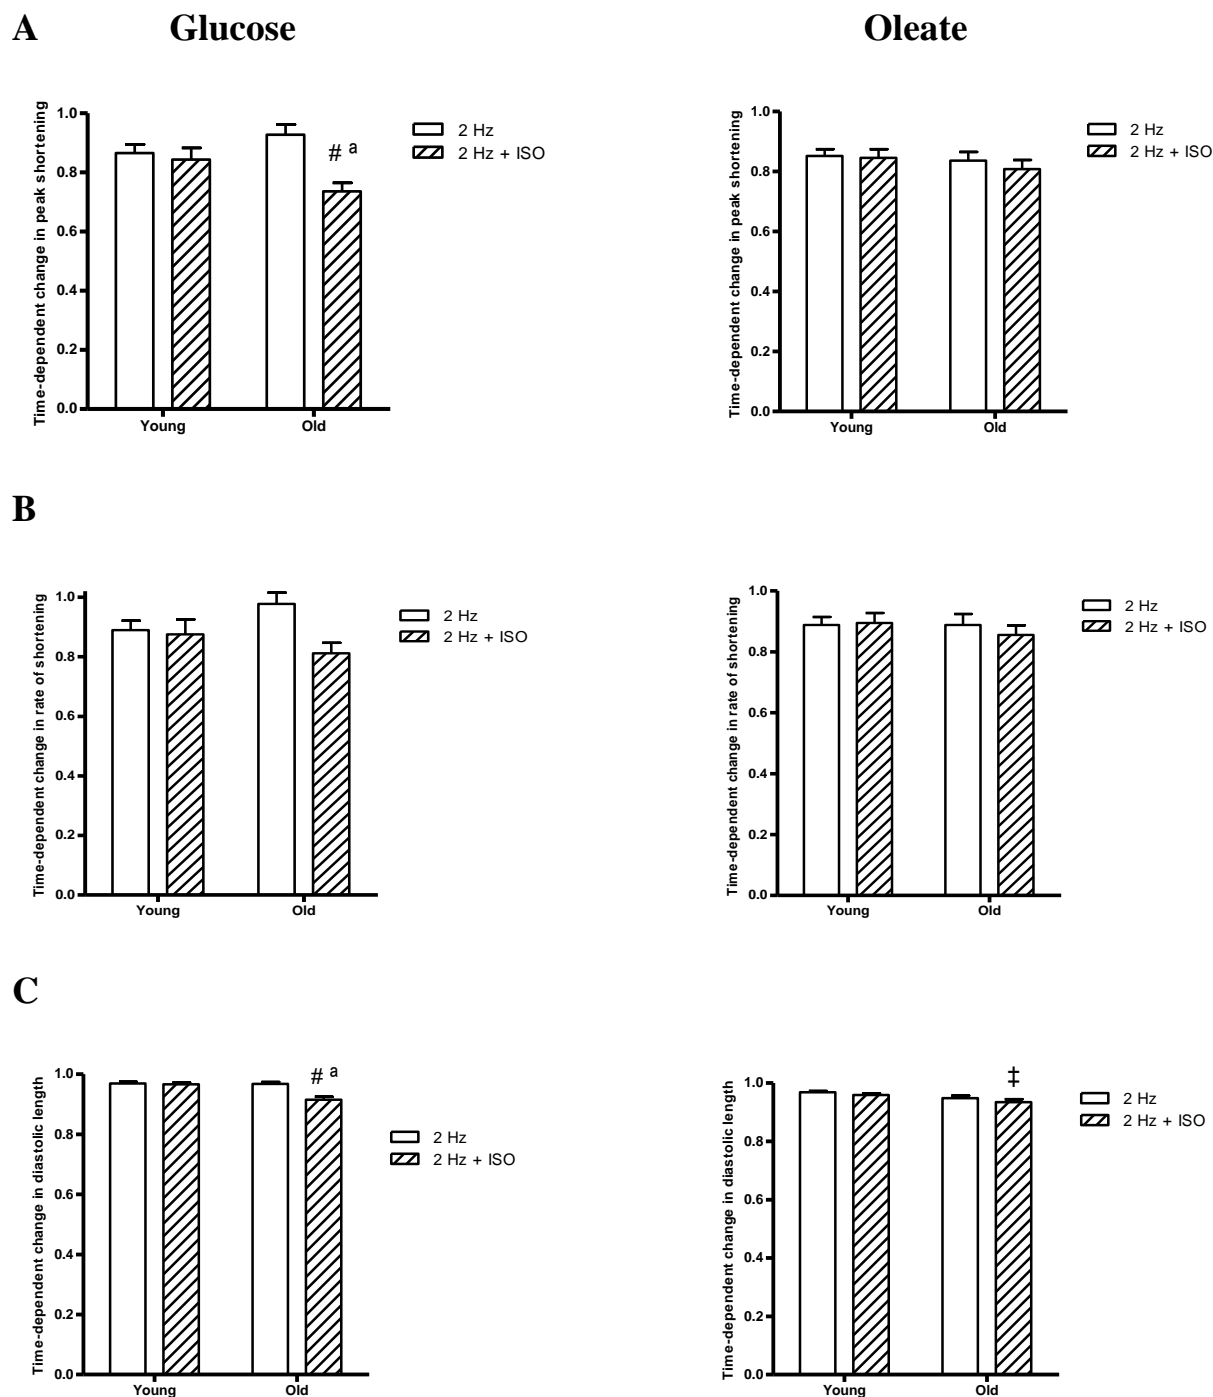 A Glucose Oleate
Time-dependent change in peak shortening
1.0
0.8
0.6
0.4
0.2
0.0
# a
2 Hz
2 Hz + ISO
Young Old
Time-dependent change in peak shortening
1.0
0.8
0.6
0.4
0.2
0.0
2 Hz
2 Hz + ISO
Young Old
B
Time-dependent change in rate of shortening
1.0
0.8
0.6
0.4
0.2
0.0
2 Hz
2 Hz + ISO
Young Old
Time-dependent change in rate of shortening
1.0
0.8
0.6
0.4
0.2
0.0
2 Hz
2 Hz + ISO
Young Old
C
Time-dependent change in diastolic length
1.0
0.8
0.6
0.4
0.2
0.0
# a
2 Hz
2 Hz + ISO
Young Old
Time-dependent change in diastolic length
1.0
0.8
0.6
0.4
0.2
0.0
‡
2 Hz
2 Hz + ISO
Young Old